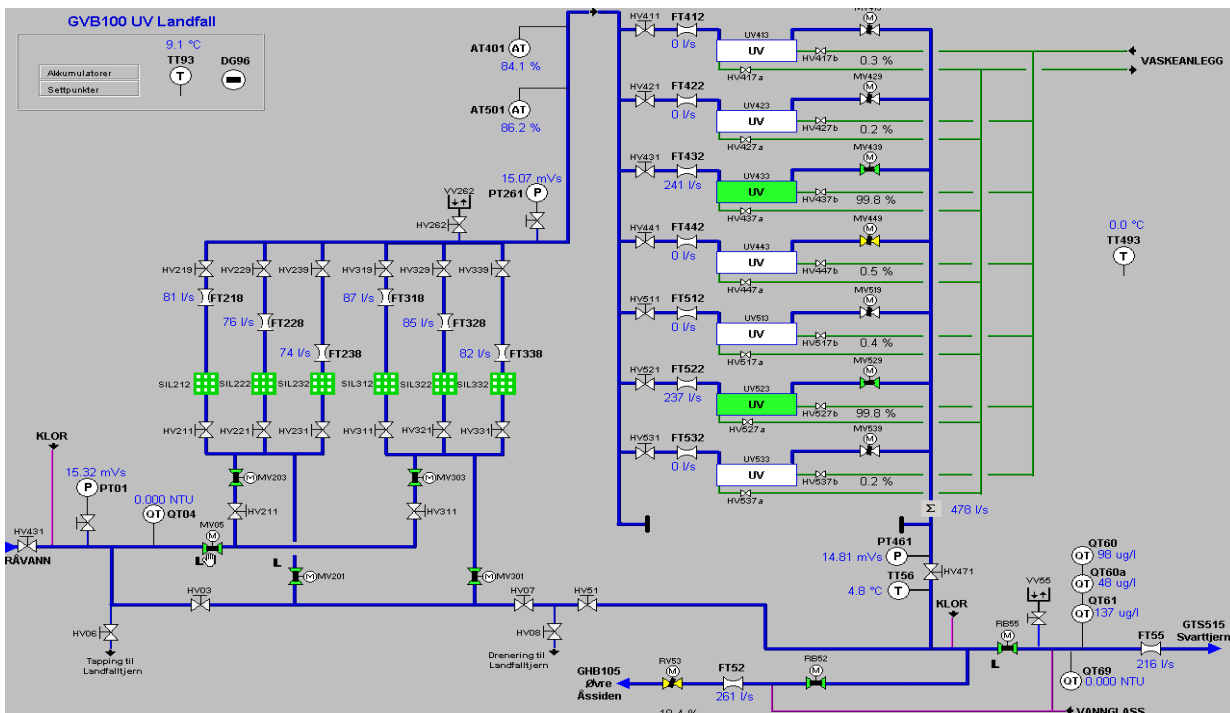 GVB100 UV Landfall
9.1 °C
TT93
DG96
T
Akkumulatorer
Settpunkter
AT401
AT
84.1 %
AT501
AT
86.2 %
15.07 mVs
PT261
P
VV262
HV262
HV219
HV229
HV239
HV319
HV329
HV339
81 l/s
FT218
87 l/s
FT318
76 l/s
FT228
85 l/s
FT328
74 l/s
FT238
82 l/s
FT338
SIL212
SIL222
SIL232
SIL312
SIL322
SIL332
HV211
HV221
HV231
HV311
HV321
HV331
KLOR
15.32 mVs
P
PT01
0.000 NTU
QT
QT04
M
MV203
M
MV303
HV211
HV311
MV05
M
L
L
HV431
RÅVANN
M
MV201
M
MV301
HV03
HV07
HV51
HV06
HV08
Tapping til
Landfalltjern
Drenering til
Landfalltjern
HV411
FT412
0 l/s
UV413
UV
HV417a
HV417b
M
0.3 %
VASKEANLEGG
HV421
FT422
0 l/s
UV423
UV
HV427a
HV427b
MV429
M
0.2 %
HV431
FT432
241 l/s
UV433
UV
HV437a
HV437b
MV439
M
99.8 %
HV441
FT442
0 l/s
UV443
UV
HV447a
HV447b
MV449
M
0.5 %
0.0 °C
TT493
T
HV511
FT512
0 l/s
UV513
UV
HV517a
HV517b
MV519
M
0.4 %
HV521
FT522
237 l/s
UV523
UV
HV527a
HV527b
MV529
M
99.8 %
HV531
FT532
0 l/s
UV533
UV
HV537a
HV537b
MV539
M
0.2 %
Σ
478 l/s
PT461
14.81 mVs
P
TT56
4.8 °C
T
HV471
KLOR
QT60
QT
98 ug/l
QT60a
QT
48 ug/l
QT61
QT
137 ug/l
VV55
RB55
M
L
FT55
216 l/s
GTS515
Svarttjern
QT69
QT
0.000 NTU
GHB105
Øvre
Åssiden
RV53
M
FT52
261 l/s
RB52
M
VANNGLASS